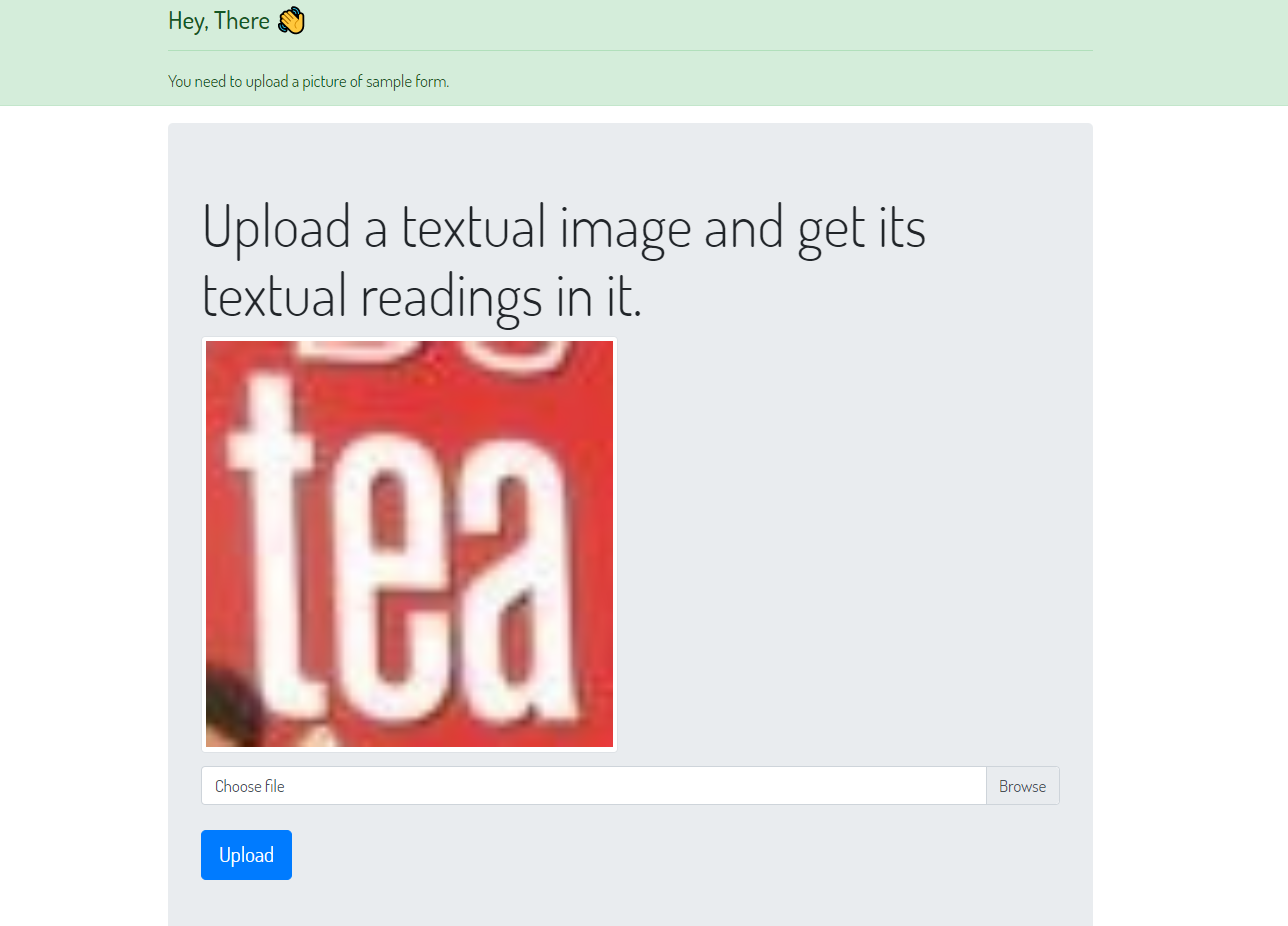 Hey, There 👋
You need to upload a picture of sample form.
Upload a textual image and get its
textual readings in it.
tea
Choose file
Browse
Upload